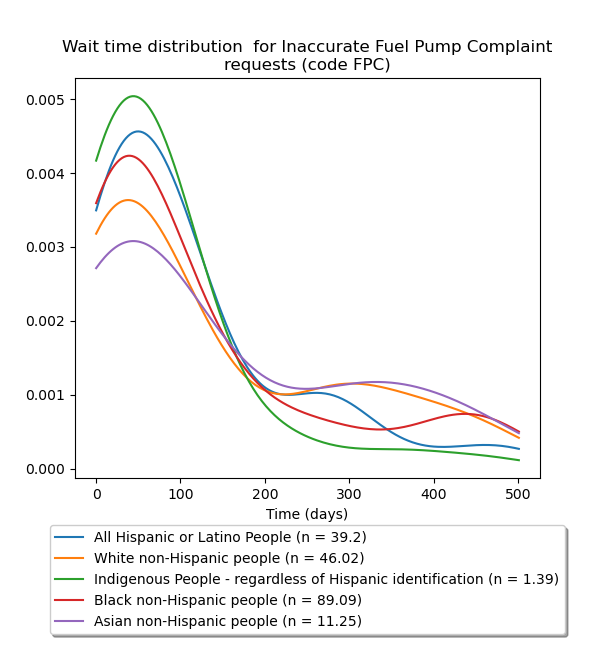 Wait time distribution  for Inaccurate Fuel Pump Complaint
requests (code FPC)
0.005
0.004
0.003
0.002
0.001
0.000
0 100 200 300 400 500
Time (days)
All Hispanic or Latino People (n = 39.2)
White non-Hispanic people (n = 46.02)
Indigenous People - regardless of Hispanic identification (n = 1.39)
Black non-Hispanic people (n = 89.09)
Asian non-Hispanic people (n = 11.25)